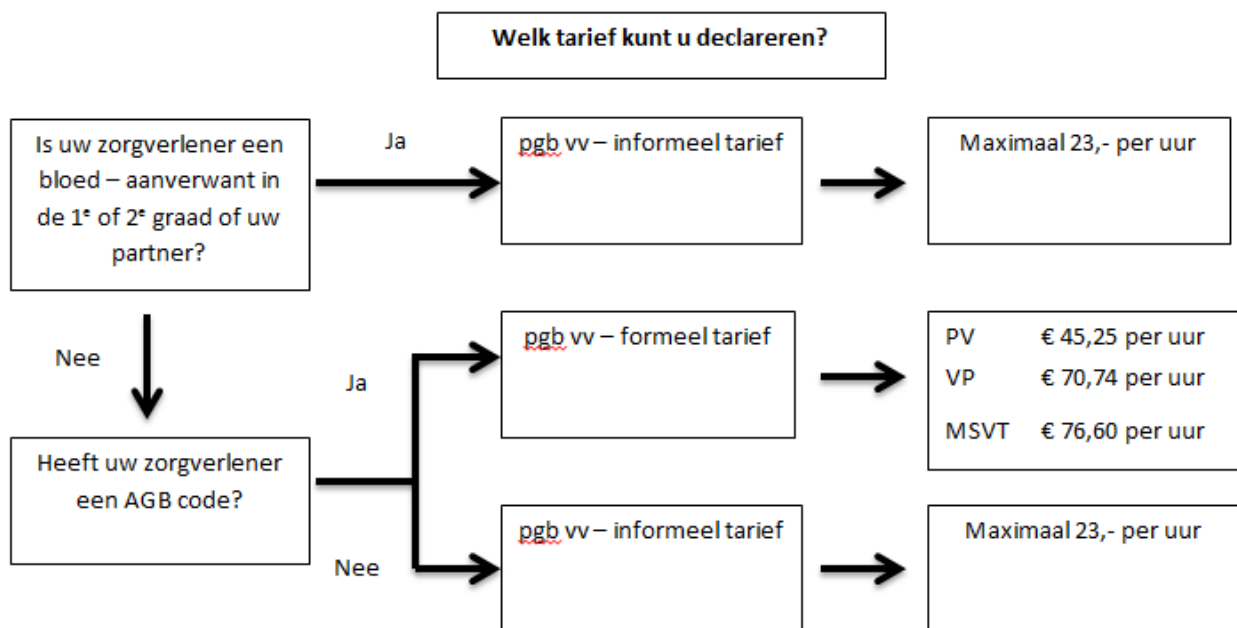 Welk tarief kunt u declareren?
Is uw zorgverlener een
bloed – aanverwant in
de 1e of 2e graad of uw
partner?
Ja
pgb vv – informeel tarief
Maximaal 23,- per uur
Nee
Heeft uw zorgverlener
een AGB code?
Ja
pgb vv – formeel tarief
PV € 45,25 per uur
VP € 70,74 per uur
MSVT € 76,60 per uur
Nee
pgb vv – informeel tarief
Maximaal 23,- per uur